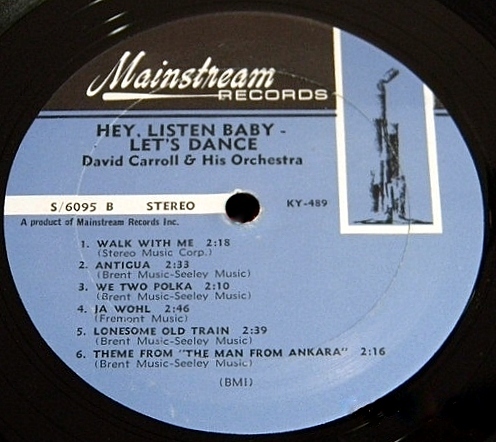 Mainstream
RECORDS
HEY, LISTEN BABY -
LET'S DANCE
David Carroll & His Orchestra
S/6095 B STEREO KY-489
A product of Mainstream Records Inc.
1. WALK WITH ME 2:18
(Stereo Music Corp.)
2. ANTIGUA 2:33
(Brent Music-Seeley Music)
3. WE TWO POLKA 2:10
(Brent Music-Seeley Music)
4. JA WOHL 2:46
(Fremont Music)
5. LONESOME OLD TRAIN 2:39
(Brent Music-Seeley Music)
6. THEME FROM "THE MAN FROM ANKARA" 2:16
(Brent Music-Seeley Music)
(BMI)